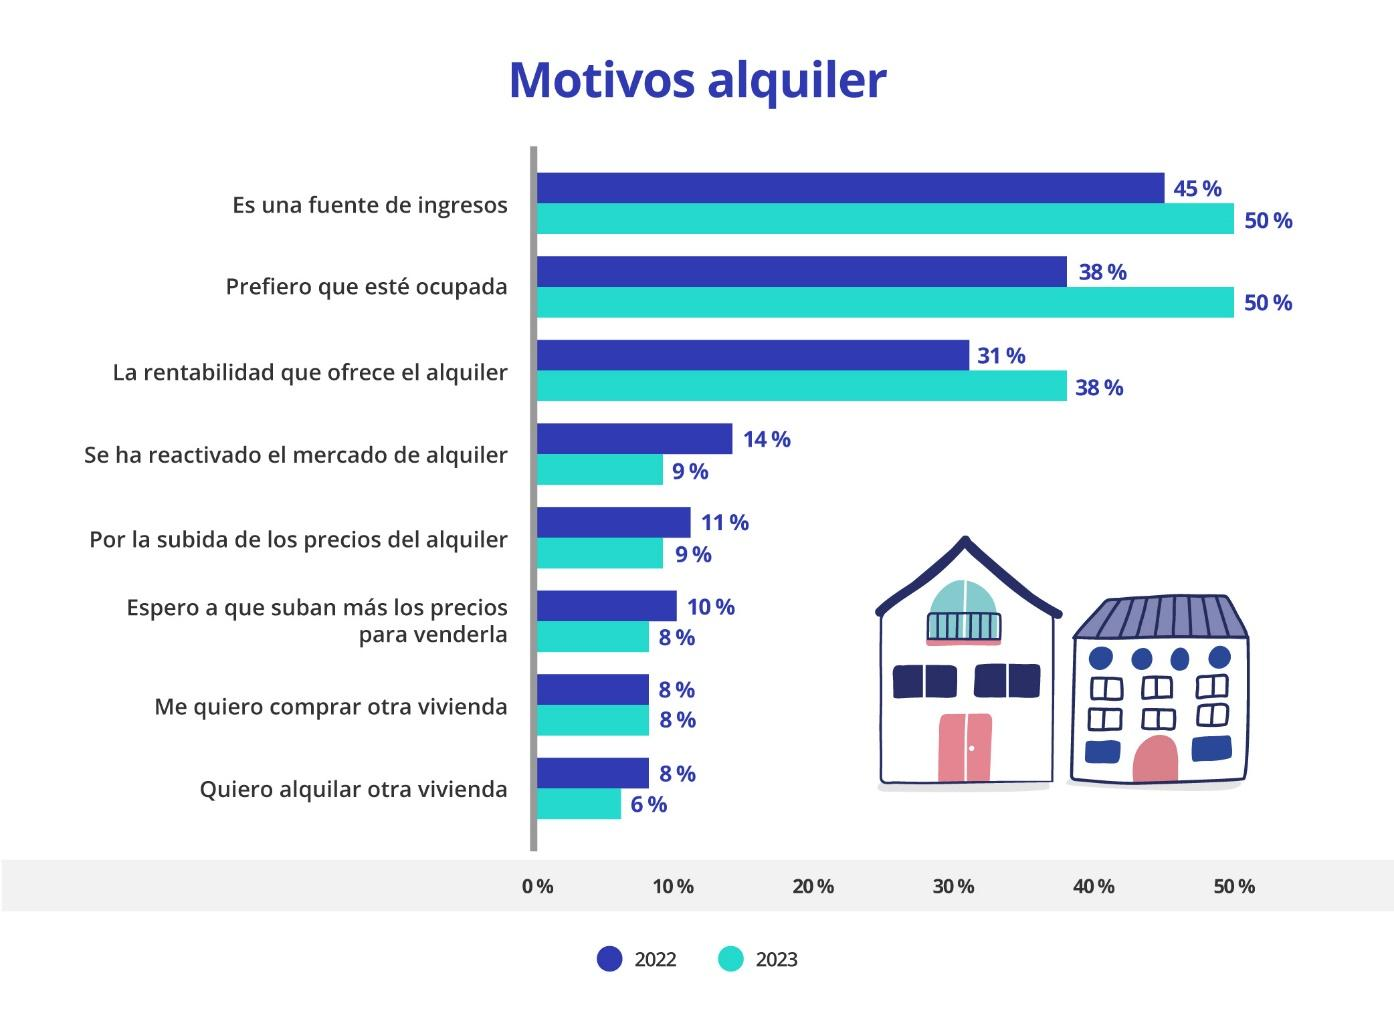 Motivos alquiler
Es una fuente de ingresos
45 %
50 %
Prefiero que esté ocupada
38 %
50 %
La rentabilidad que ofrece el alquiler
31 %
38 %
Se ha reactivado el mercado de alquiler
14 %
9 %
Por la subida de los precios del alquiler
11 %
9 %
Espero a que suban más los precios
para venderla
10 %
8 %
Me quiero comprar otra vivienda
8 %
8 %
Quiero alquilar otra vivienda
8 %
6 %
0 % 10 % 20 % 30 % 40 % 50 %
2022 2023